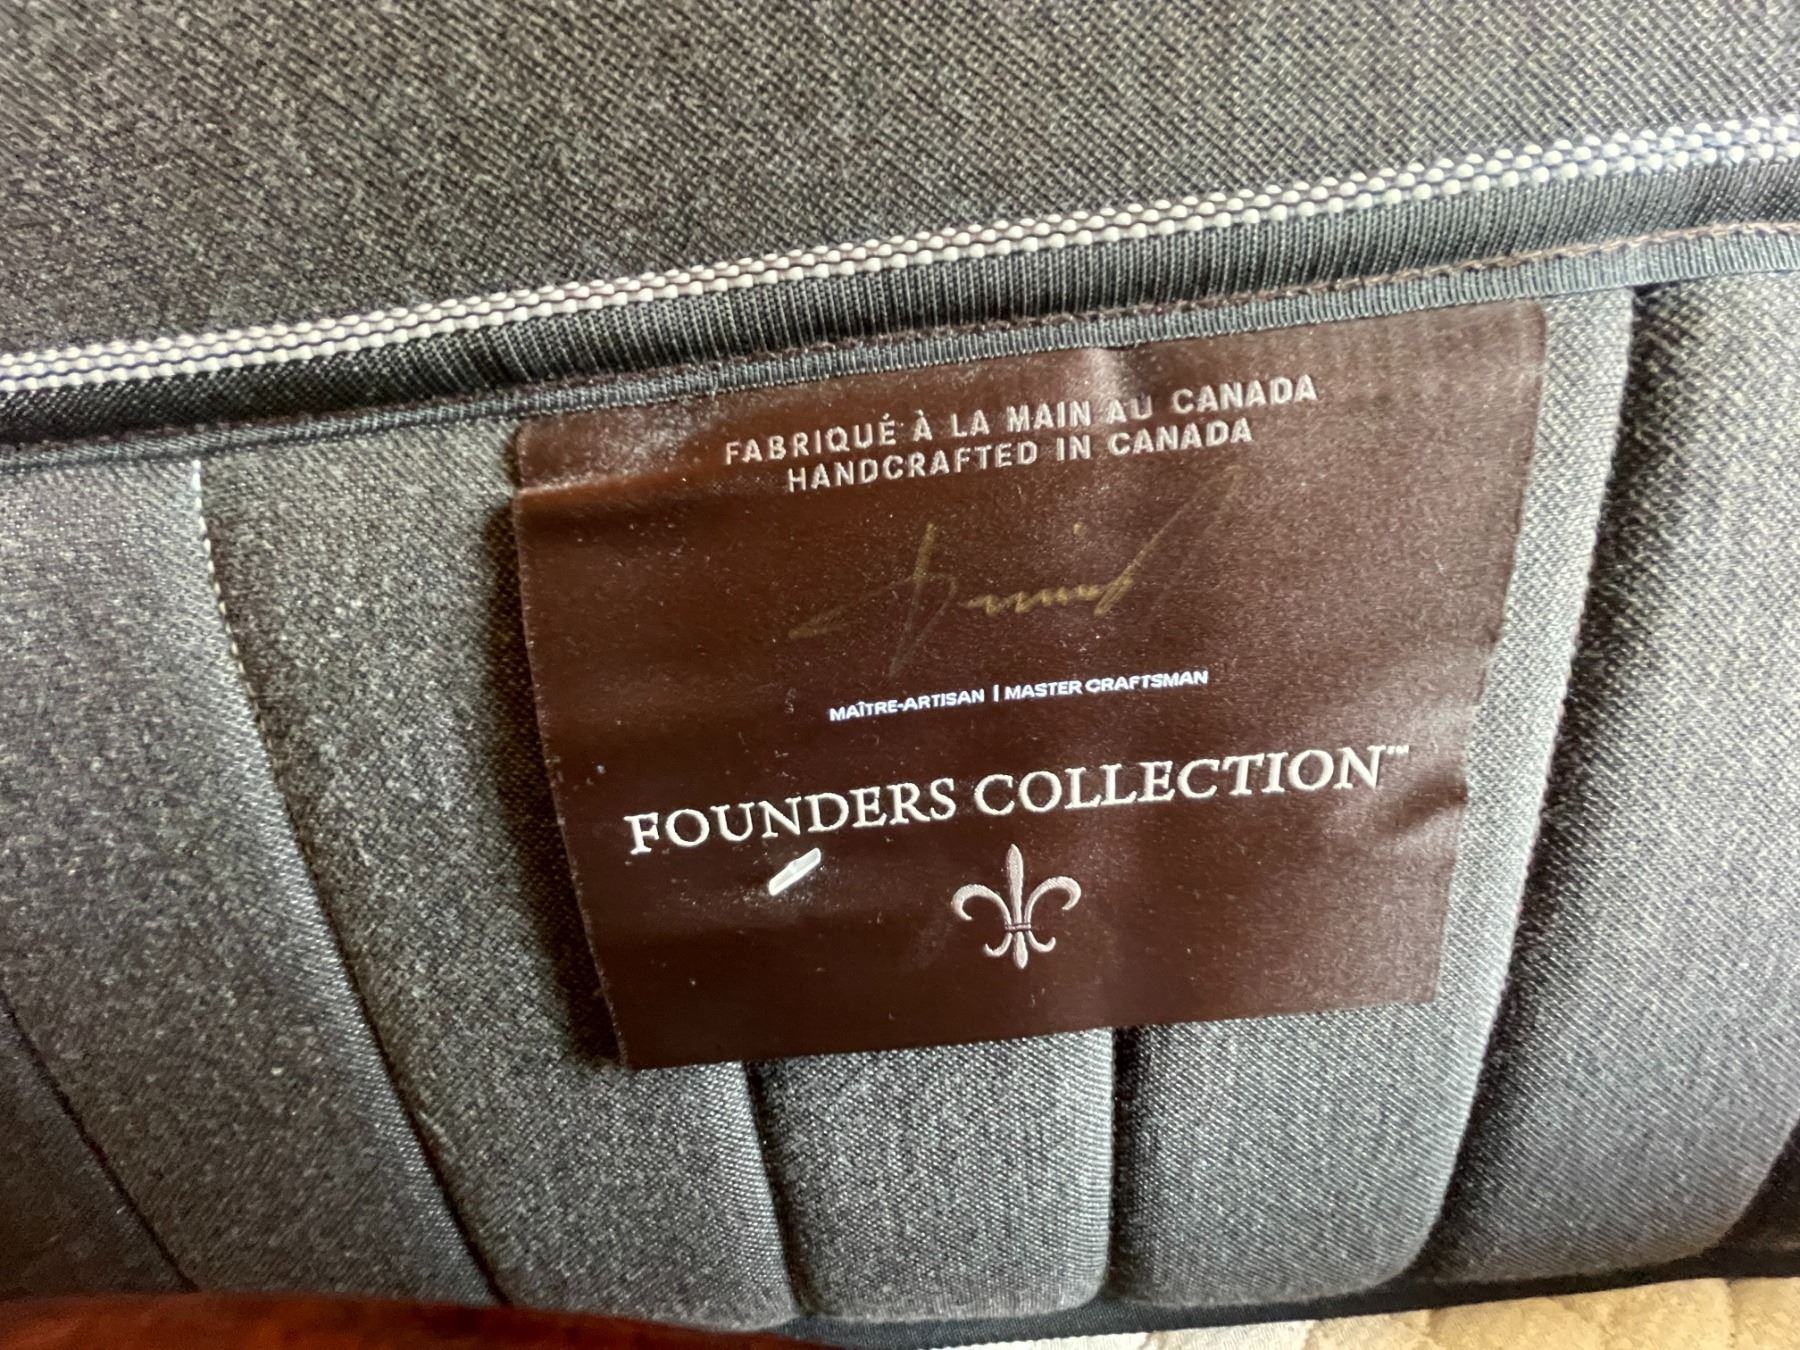 FABRIQUÉ À LA MAIN AU CANADA
HANDCRAFTED IN CANADA
MAÎTRE-ARTISAN | MASTER CRAFTSMAN
FOUNDERS COLLECTION™